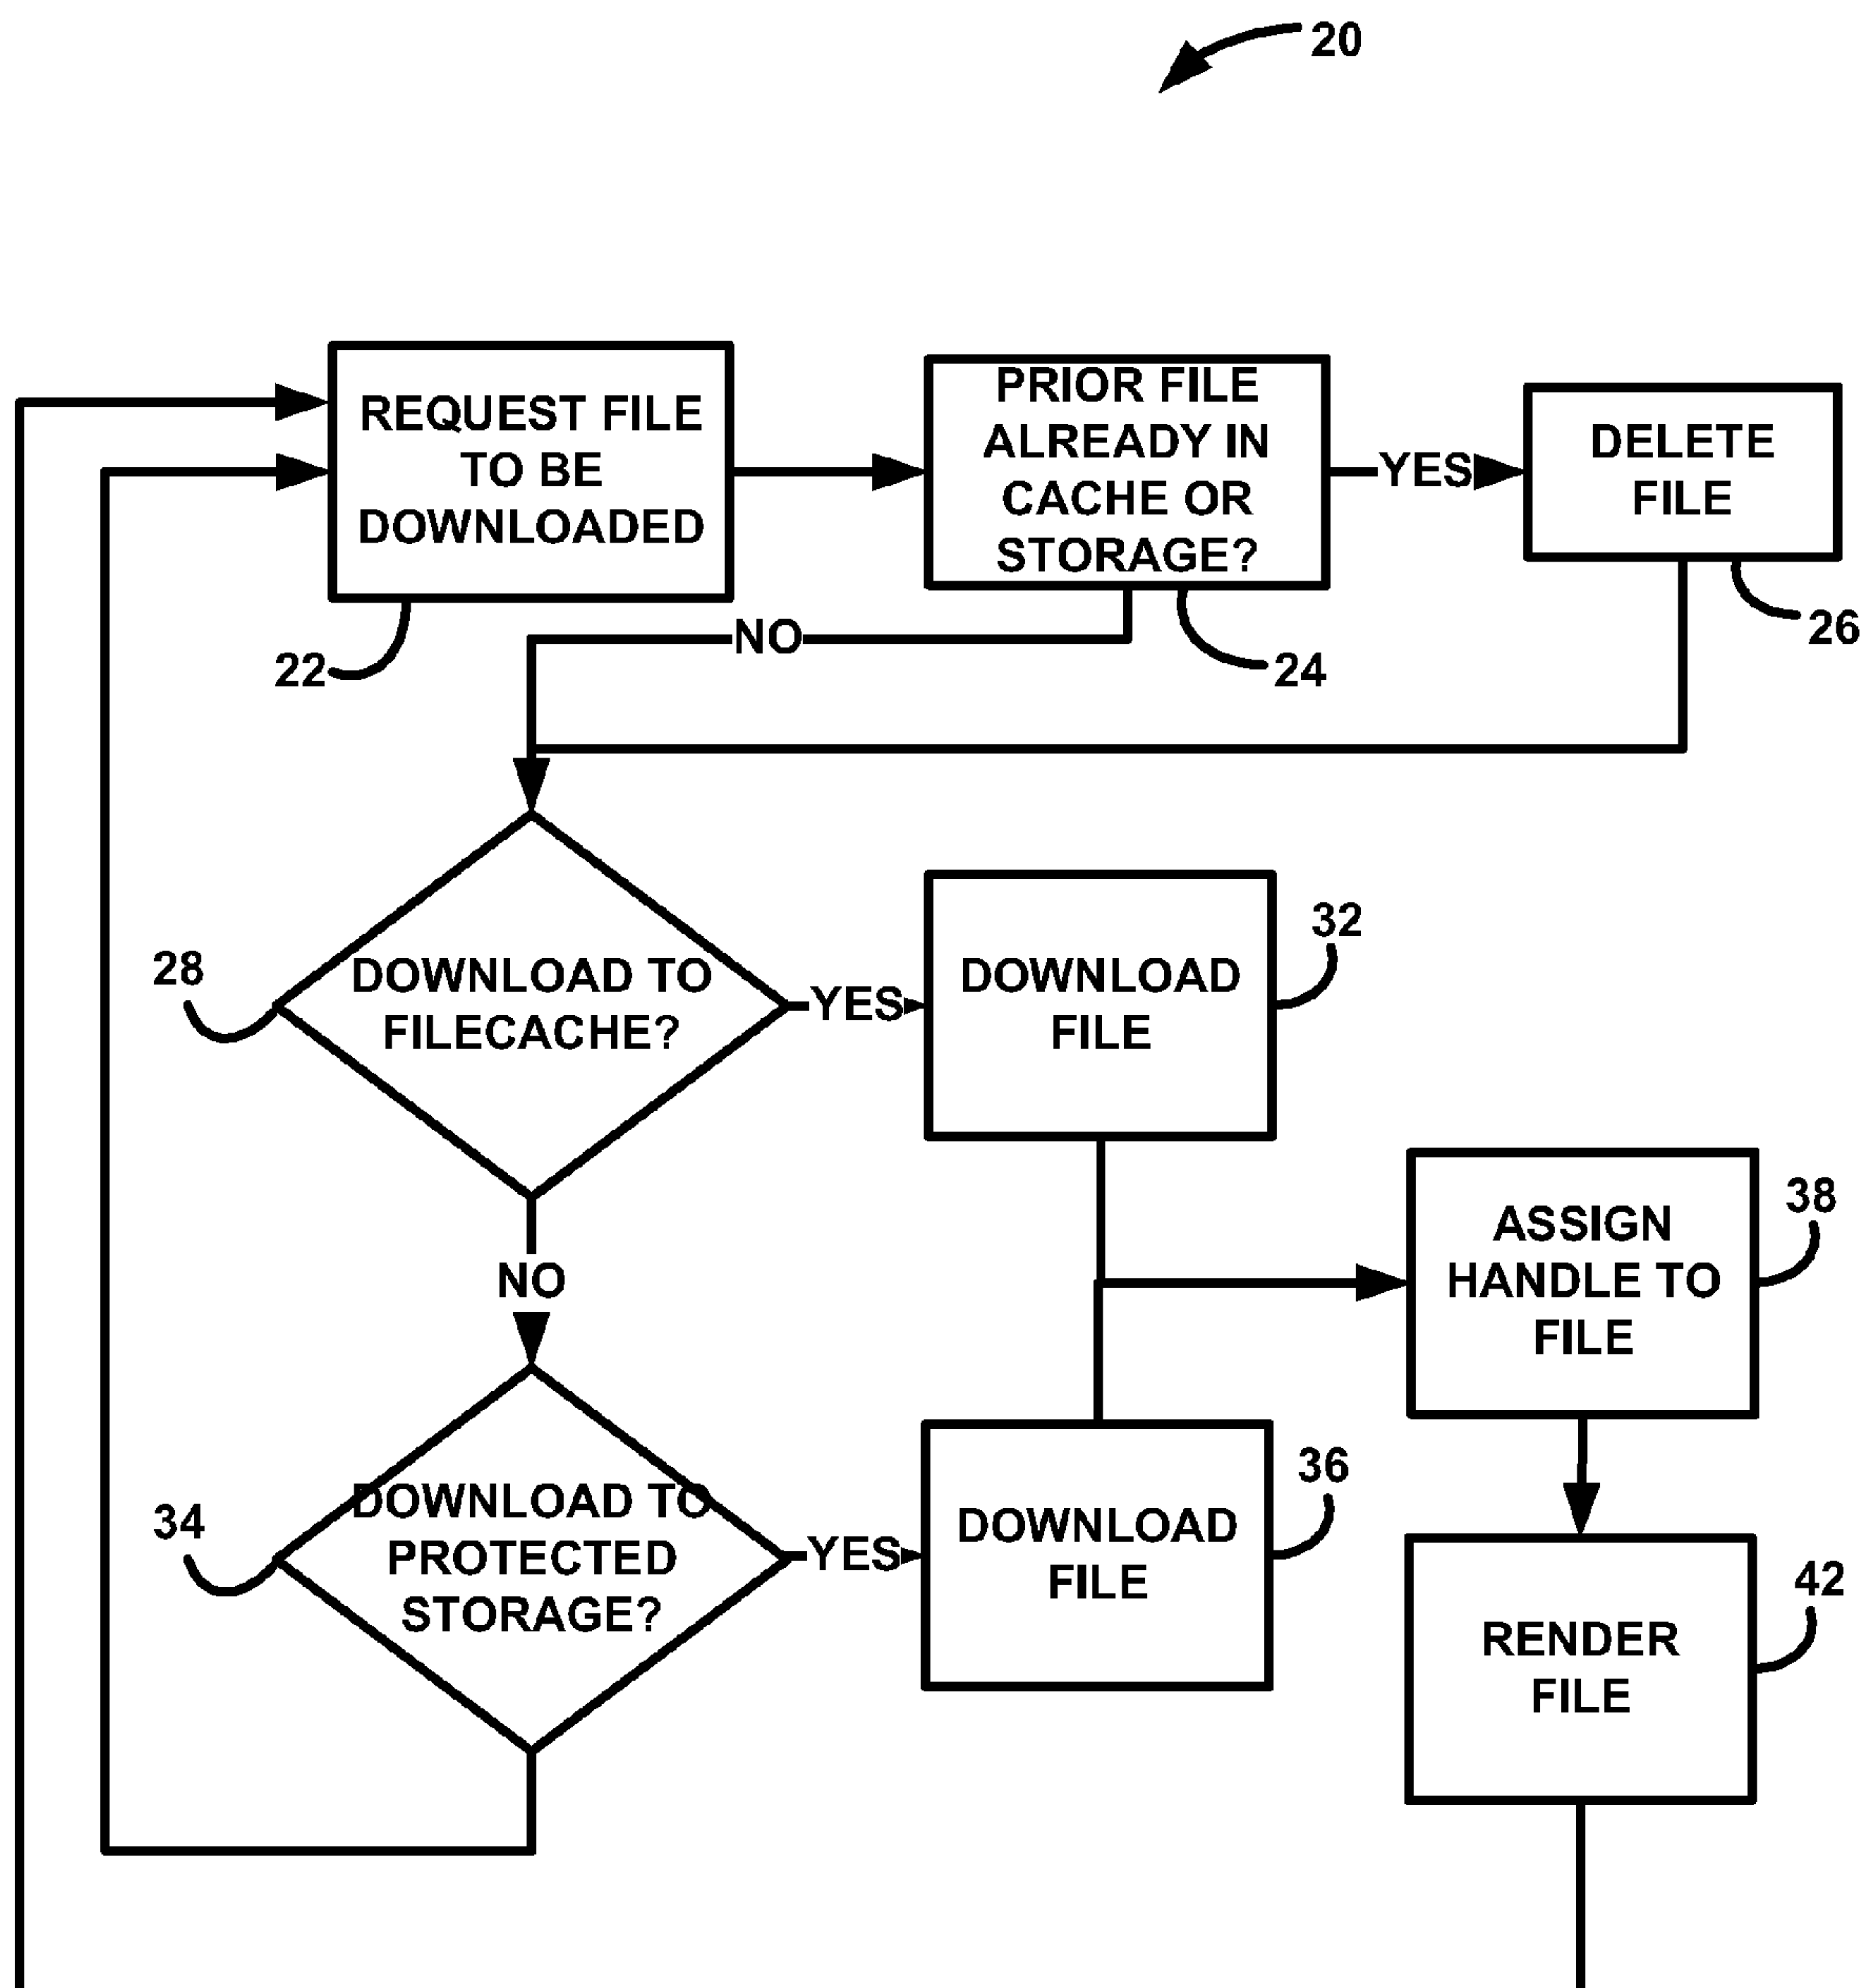 20
REQUEST FILE
TO BE
DOWNLOADED
22
PRIOR FILE
ALREADY IN
CACHE OR
STORAGE?
24
YES
DELETE
FILE
26
NO
DOWNLOAD TO
FILECACHE?
28
YES
DOWNLOAD
FILE
32
NO
DOWNLOAD TO
PROTECTED
STORAGE?
34
YES
DOWNLOAD
FILE
36
ASSIGN
HANDLE TO
FILE
38
RENDER
FILE
42